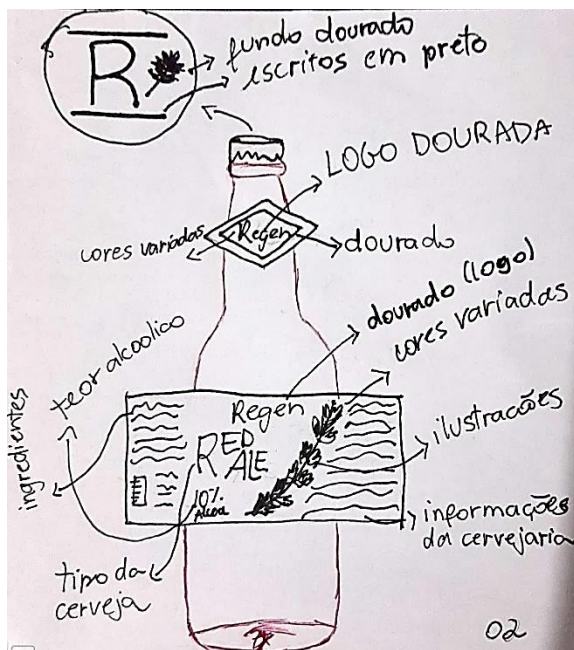 R
fundo dourado
escritos em preto
LOGO DOURADA
Regen
cores variadas
dourado
dourado (logo)
cores variadas
teor alcoolico
ingredientes
Regen
RED
ALE
10%
ilustracões
informações
da cervejaria
tipo da
cerveja
02